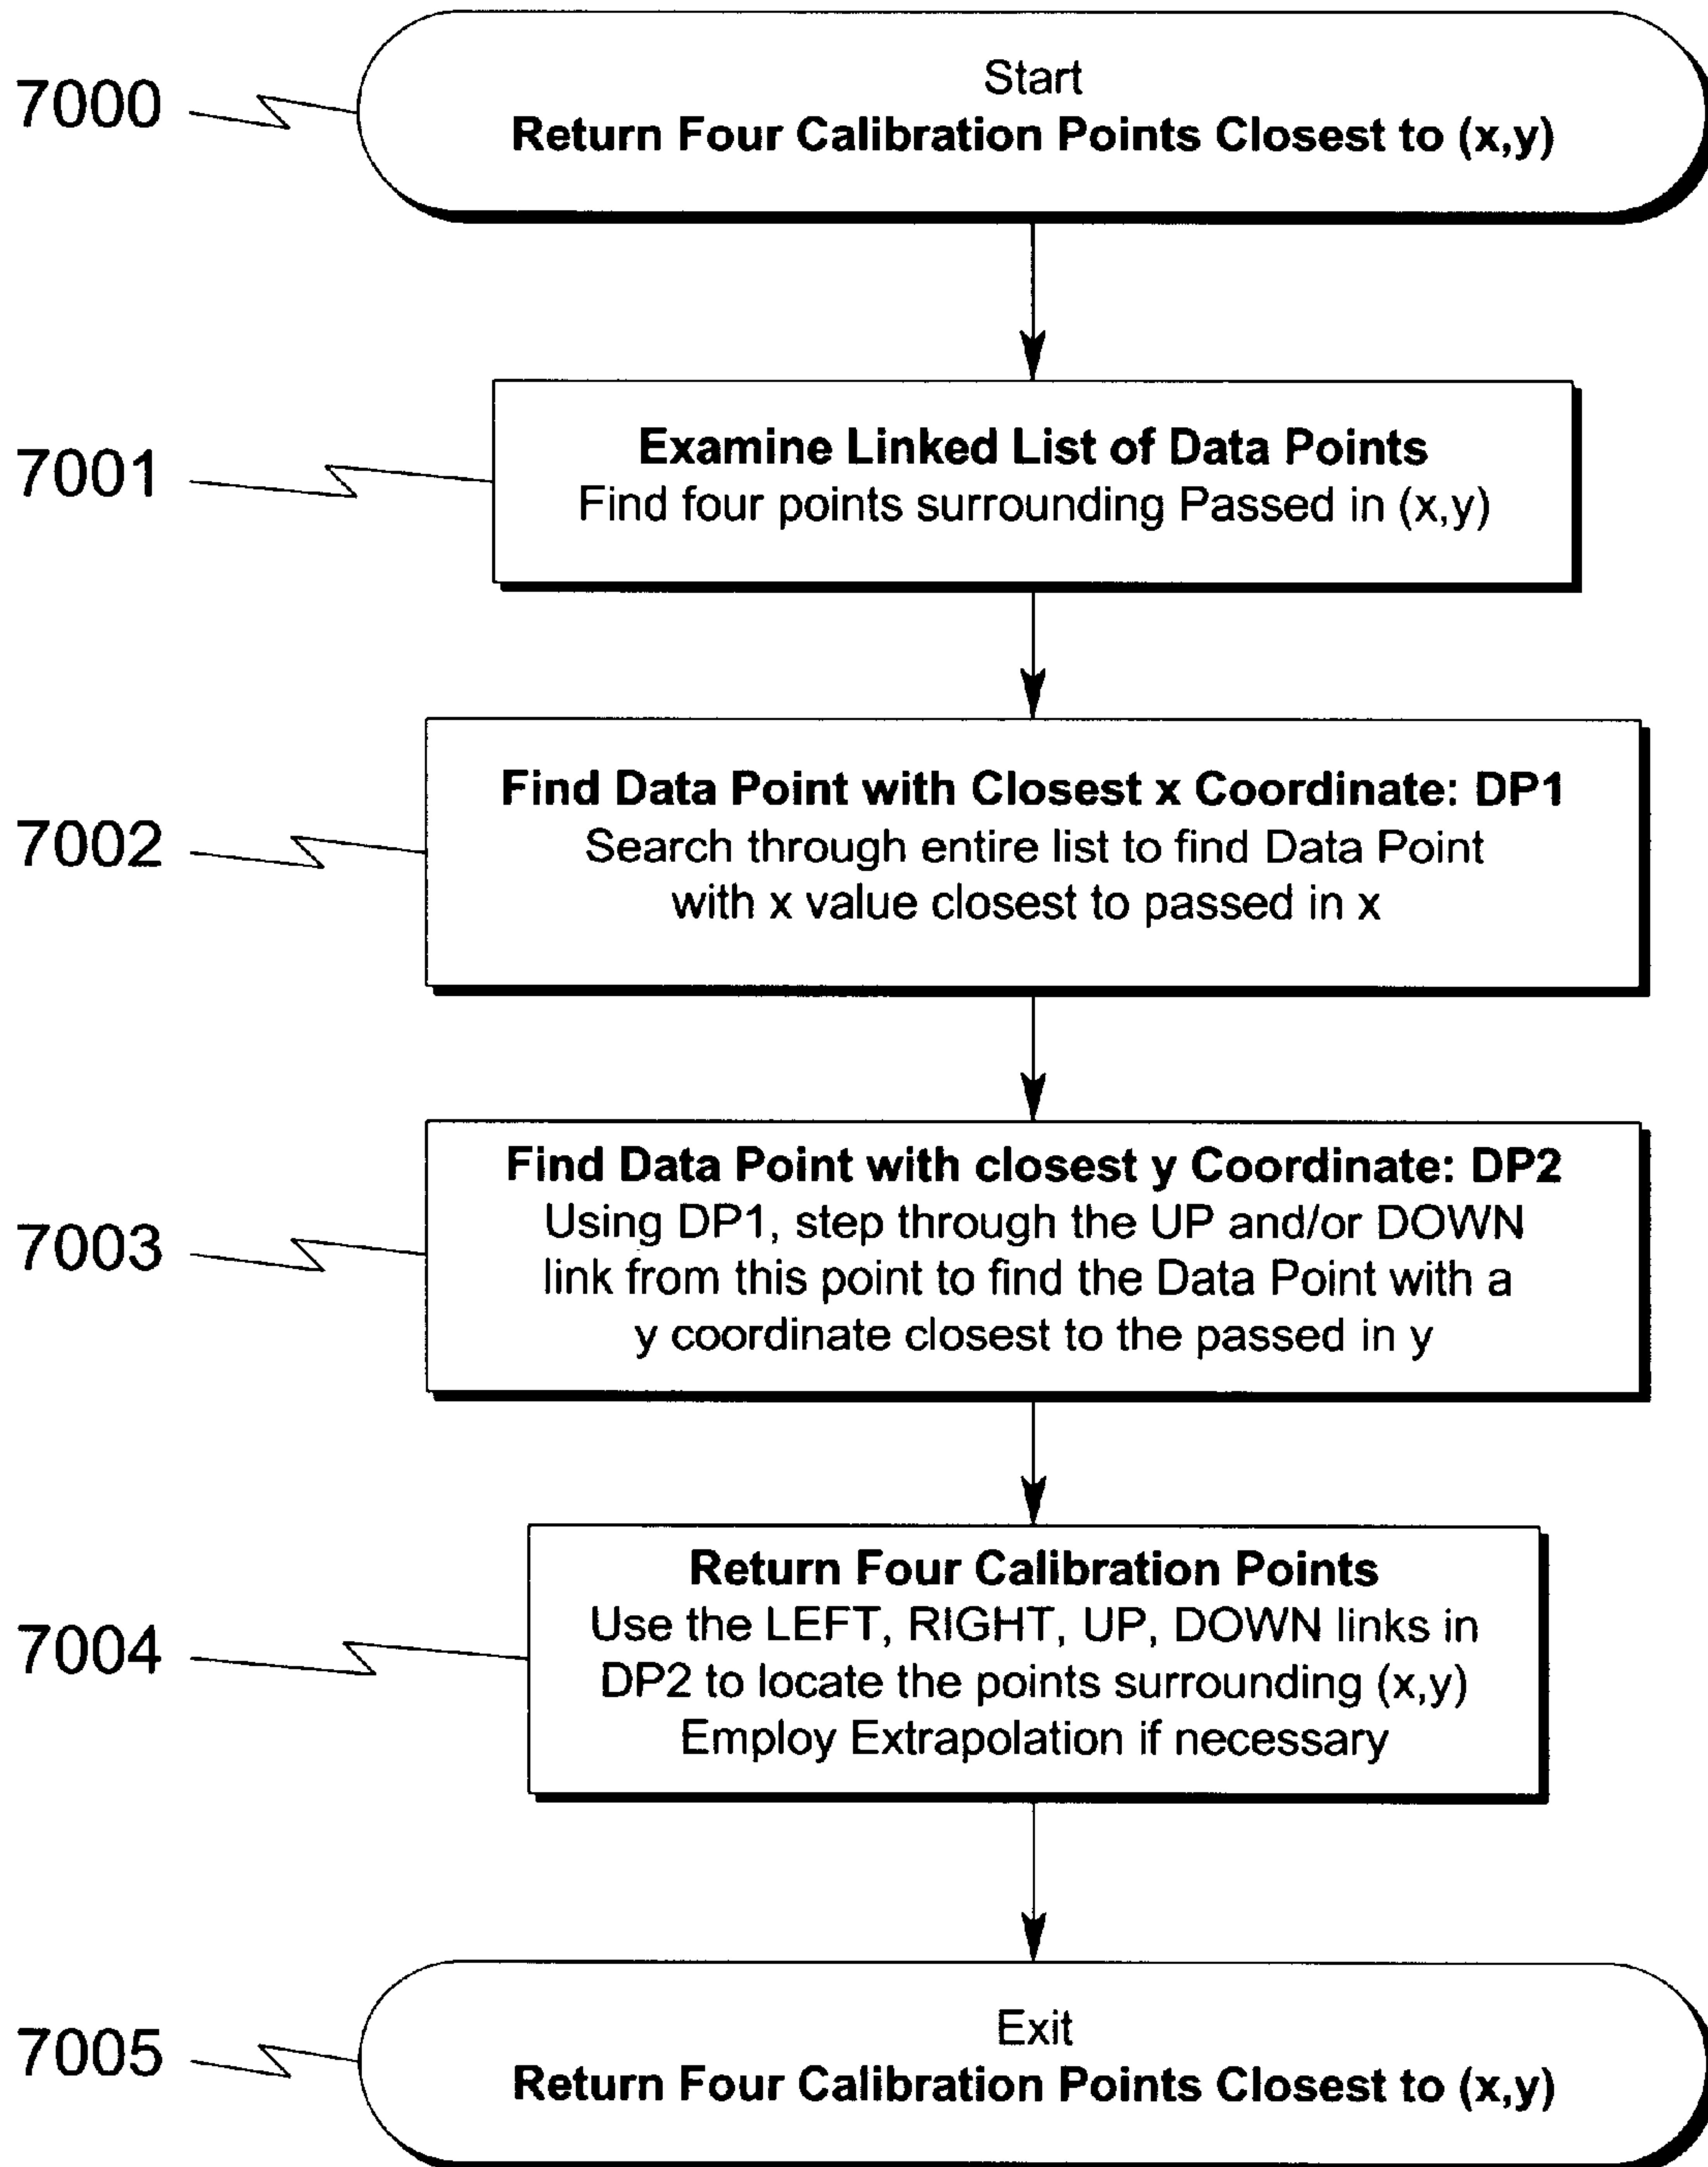 7000
Start
Return Four Calibration Points Closest to (x,y)
7001
Examine Linked List of Data Points
Find four points surrounding Passed in (x,y)
7002
Find Data Point with Closest x Coordinate: DP1
Search through entire list to find Data Point
with x value closest to passed in x
7003
Find Data Point with closest y Coordinate: DP2
Using DP1, step through the UP and/or DOWN
link from this point to find the Data Point with a
y coordinate closest to the passed in y
7004
Return Four Calibration Points
Use the LEFT, RIGHT, UP, DOWN links in
DP2 to locate the points surrounding (x,y)
Employ Extrapolation if necessary
7005
Exit
Return Four Calibration Points Closest to (x,y)